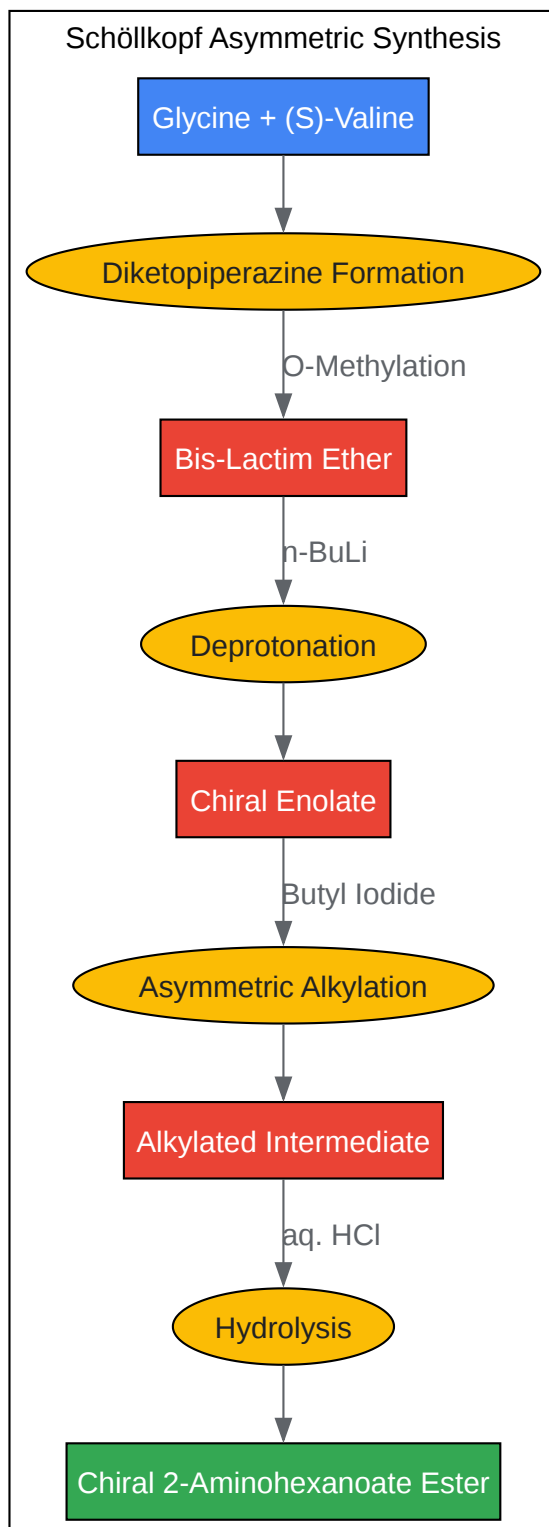 Schöllkopf Asymmetric Synthesis
Glycine + (S)-Valine
Diketopiperazine Formation
O-Methylation
Bis-Lactim Ether
n-BuLi
Deprotonation
Chiral Enolate
Butyl Iodide
Asymmetric Alkylation
Alkylated Intermediate
aq. HCl
Hydrolysis
Chiral 2-Aminohexanoate Ester